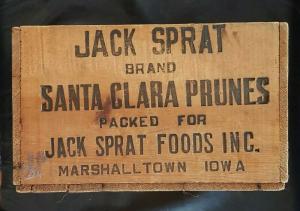 JACK SPRAT
BRAND
SANTA CLARA PRUNES
PACKED FOR
JACK SPRAT FOODS INC.
MARSHALLTOWN IOWA